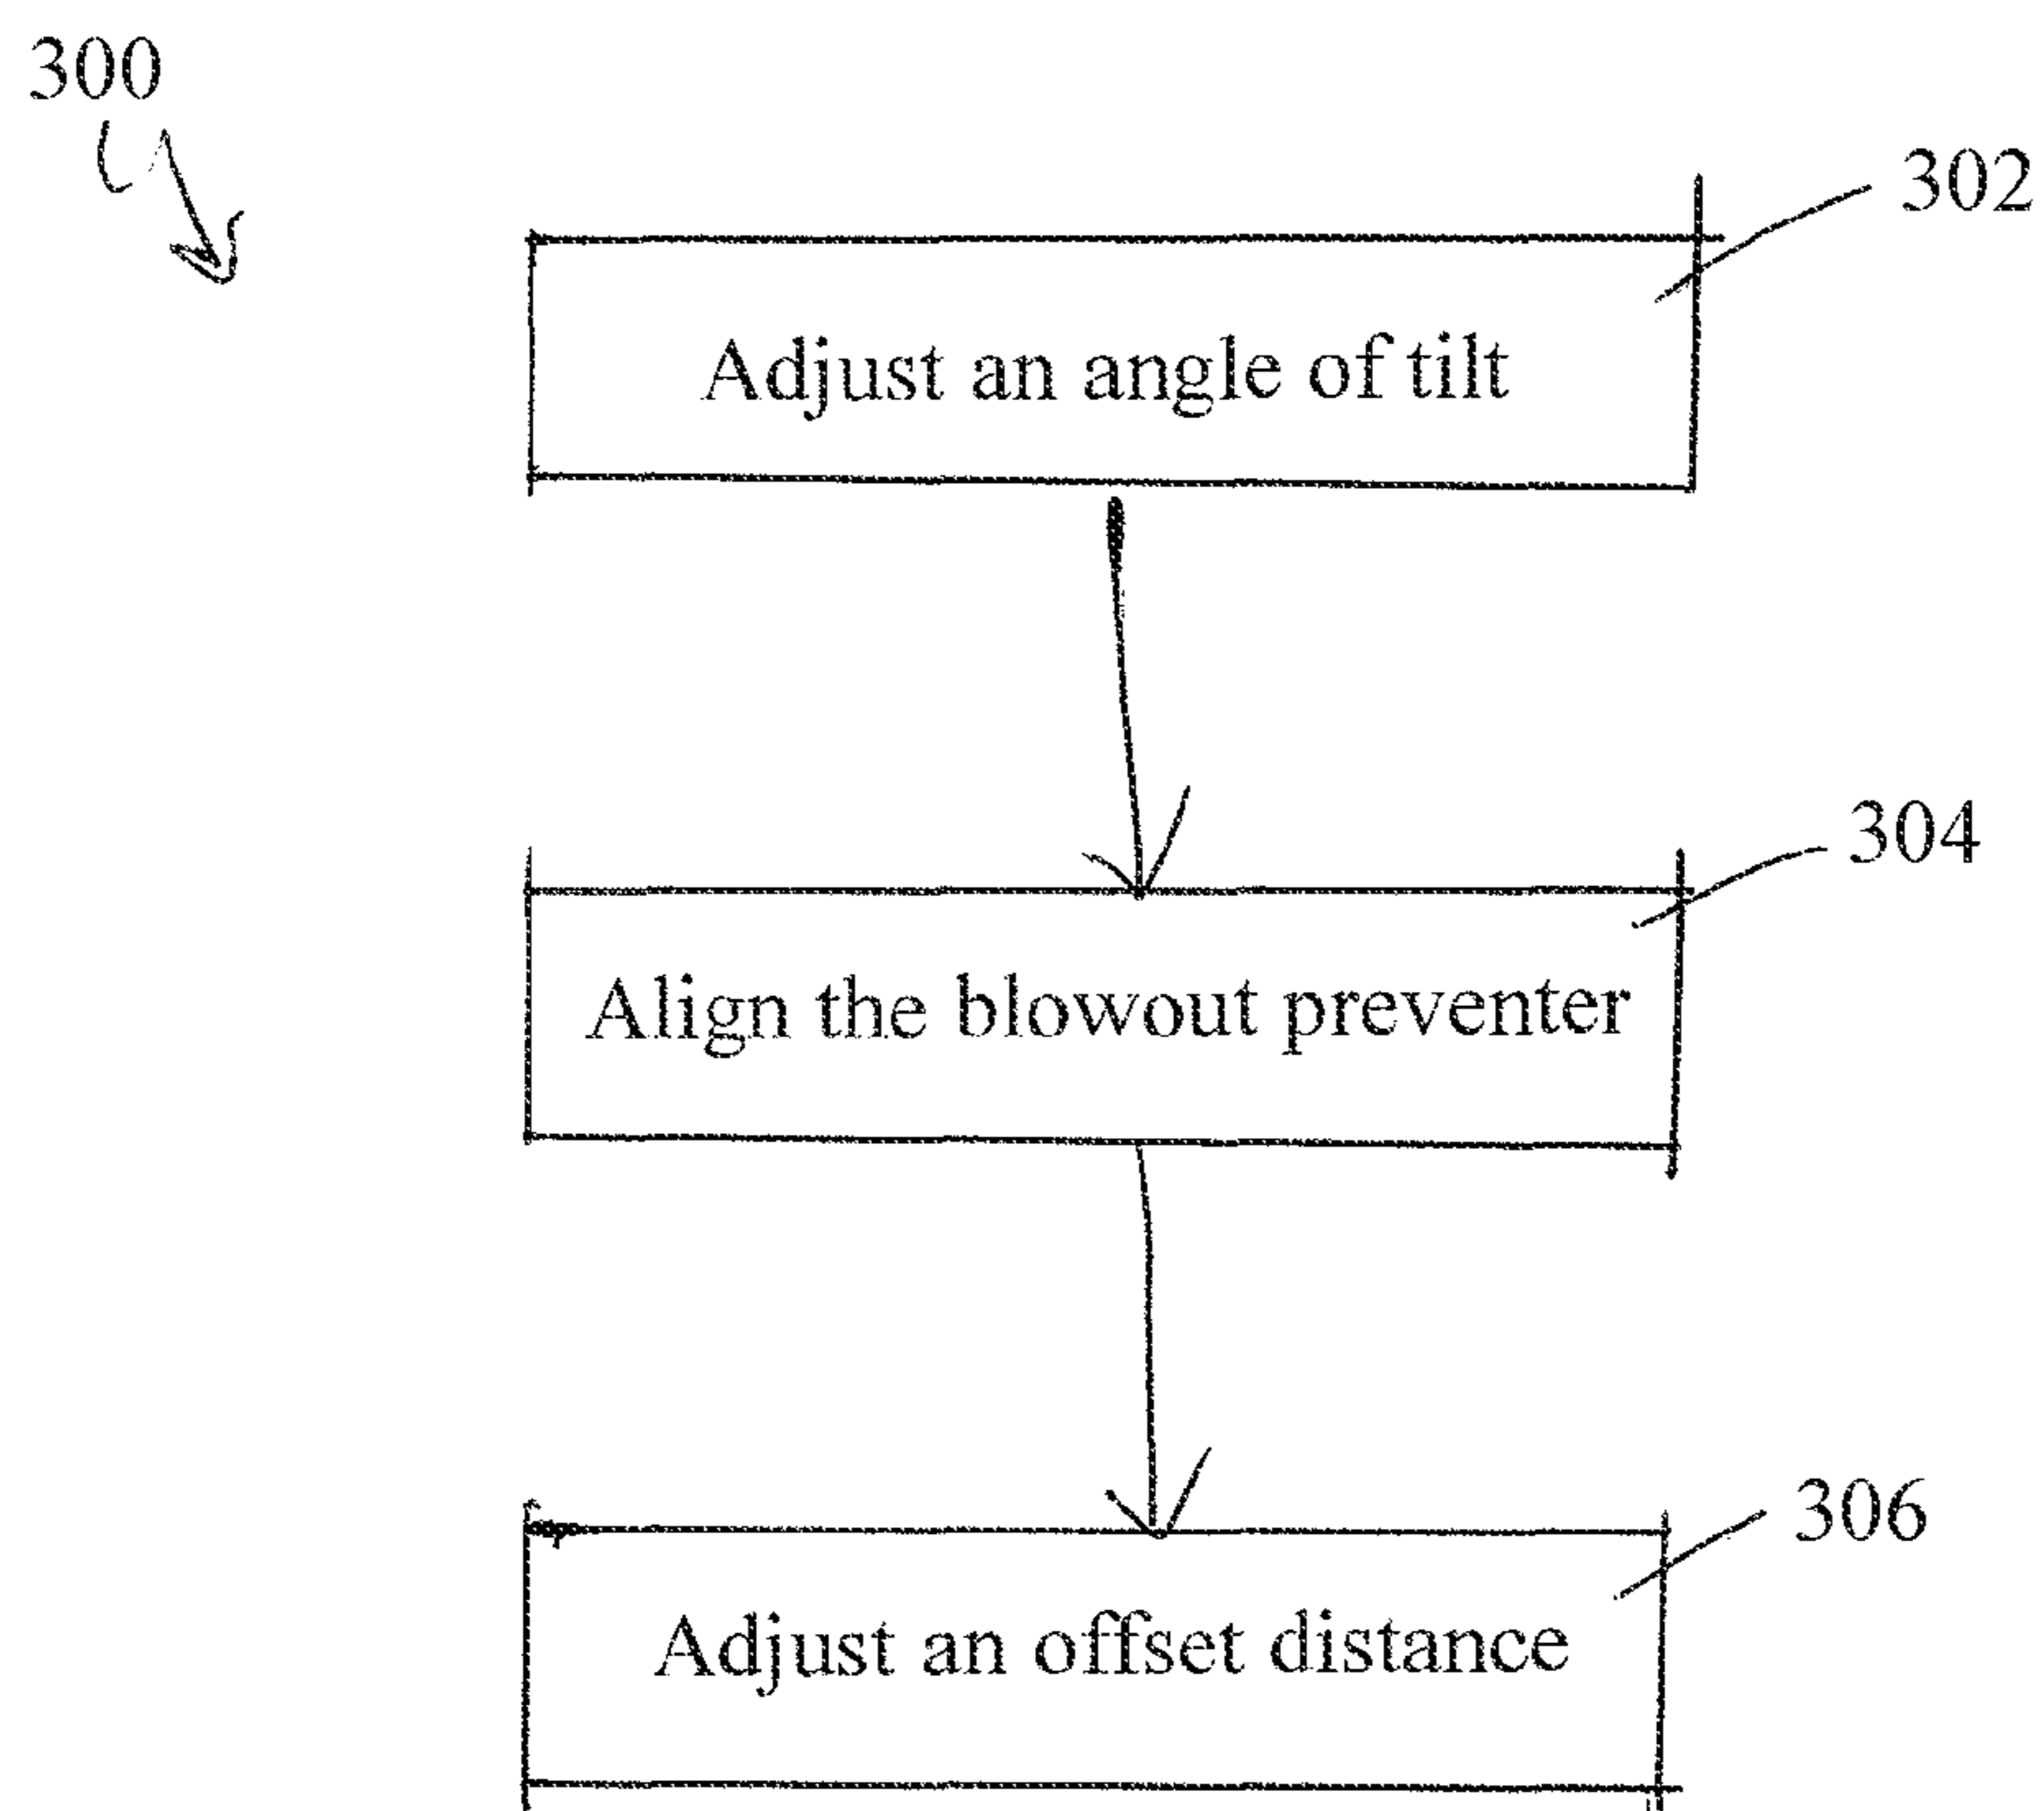 300
302
Adjust an angle of tilt
304
Align the blowout preventer
306
Adjust an offset distance